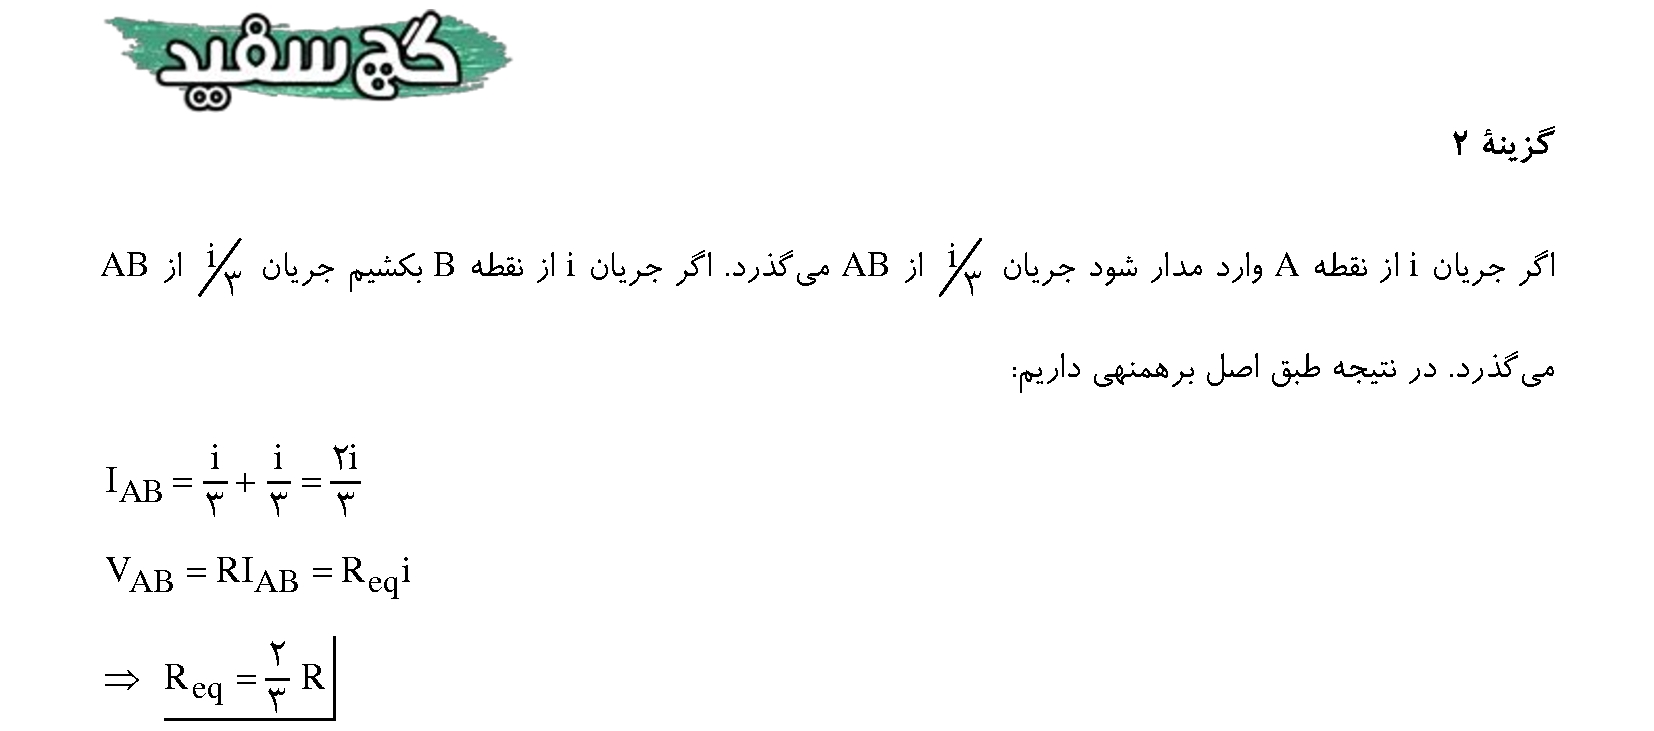 گچ سفید
گزینهٔ ۲
اگر جریان i از نقطه A وارد مدار شود جریان i/۳ از AB می‌گذرد. اگر جریان i از نقطه B بکشیم جریان i/۳ از AB
می‌گذرد. در نتیجه طبق اصل برهمنهی داریم:
I_AB = i/۳ + i/۳ = ۲i/۳
V_AB = RI_AB = R_eq i
⇒ R_eq = ۲/۳ R